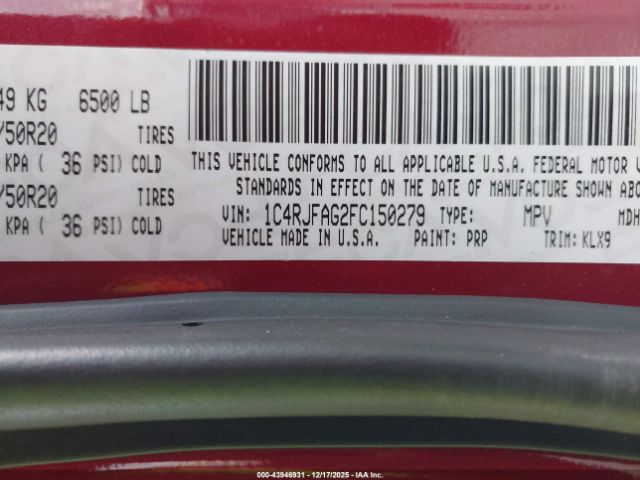 49 KG 6500 LB
/50R20 TIRES
KPA ( 36 PSI) COLD
/50R20 TIRES
KPA ( 36 PSI) COLD
THIS VEHICLE CONFORMS TO ALL APPLICABLE U.S.A. FEDERAL MOTOR V
STANDARDS IN EFFECT ON THE DATE OF MANUFACTURE SHOWN ABO
VIN: 1C4RJFAG2FC150279 TYPE: MPV MDH
VEHICLE MADE IN U.S.A. PAINT: PRP TRIM: KLX9
000-43946931 - 12/17/2025 - IAA Inc.